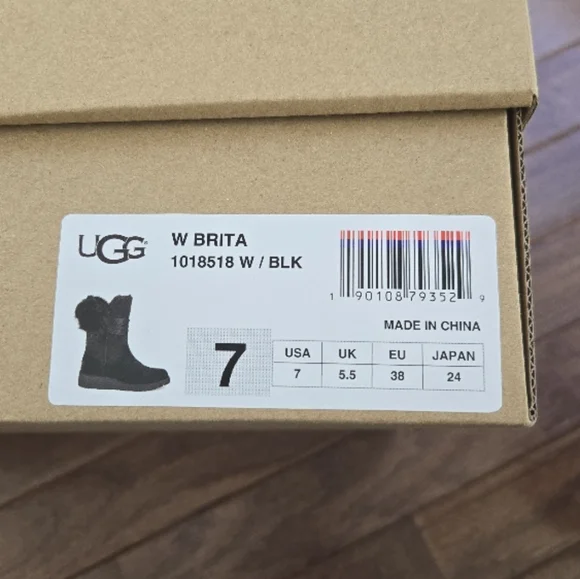 UGG
W BRITA
1018518 W / BLK
1 90108 79352 9
MADE IN CHINA
7
USA UK EU JAPAN
7 5.5 38 24